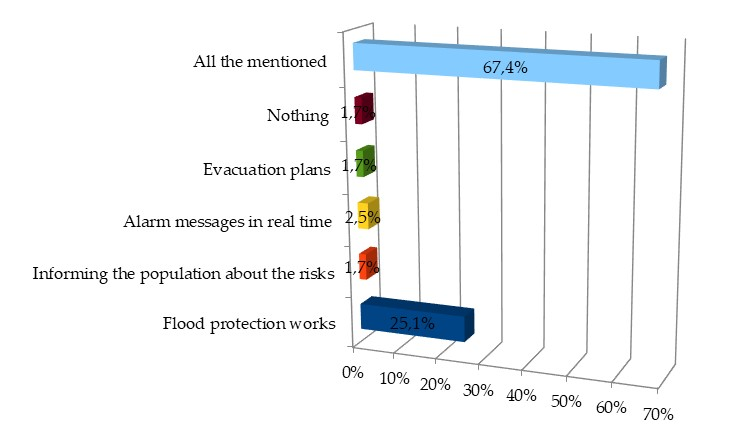 All the mentioned 67,4%
Nothing 1,7%
Evacuation plans 1,7%
Alarm messages in real time 2,5%
Informing the population about the risks 1,7%
Flood protection works 25,1%
0% 10% 20% 30% 40% 50% 60% 70%